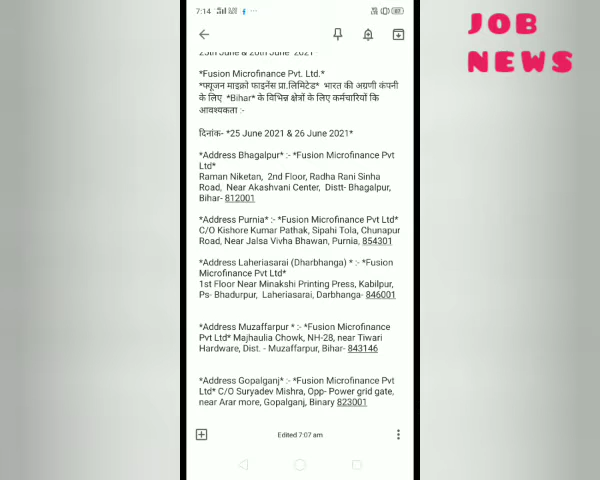 7:14
JOB
NEWS
25th June & 26th June 2021*
*Fusion Microfinance Pvt. Ltd.*
*फ्यूजन माइक्रो फाइनेंस प्रा.लिमिटेड* भारत की अग्रणी कंपनी
के लिए *Bihar* के विभिन्न क्षेत्रों के लिए कर्मचारियों कि
आवश्यकता :-
दिनांक- *25 June 2021 & 26 June 2021*
*Address Bhagalpur* :- *Fusion Microfinance Pvt
Ltd*
Raman Niketan, 2nd Floor, Radha Rani Sinha
Road, Near Akashvani Center, Distt- Bhagalpur,
Bihar- 812001
*Address Purnia* :- *Fusion Microfinance Pvt Ltd*
C/O Kishore Kumar Pathak, Sipahi Tola, Chunapur
Road, Near Jalsa Vivha Bhawan, Purnia, 854301
*Address Laheriasarai (Dharbhanga) * :- *Fusion
Microfinance Pvt Ltd*
1st Floor Near Minakshi Printing Press, Kabilpur,
Ps- Bhadurpur, Laheriasarai, Darbhanga- 846001
*Address Muzaffarpur * :- *Fusion Microfinance
Pvt Ltd* Majhaulia Chowk, NH-28, near Tiwari
Hardware, Dist. - Muzaffarpur, Bihar- 843146
*Address Gopalganj* :- *Fusion Microfinance Pvt
Ltd* C/O Suryadev Mishra, Opp- Power grid gate,
near Arar more, Gopalganj, Binary 823001
Edited 7:07 am